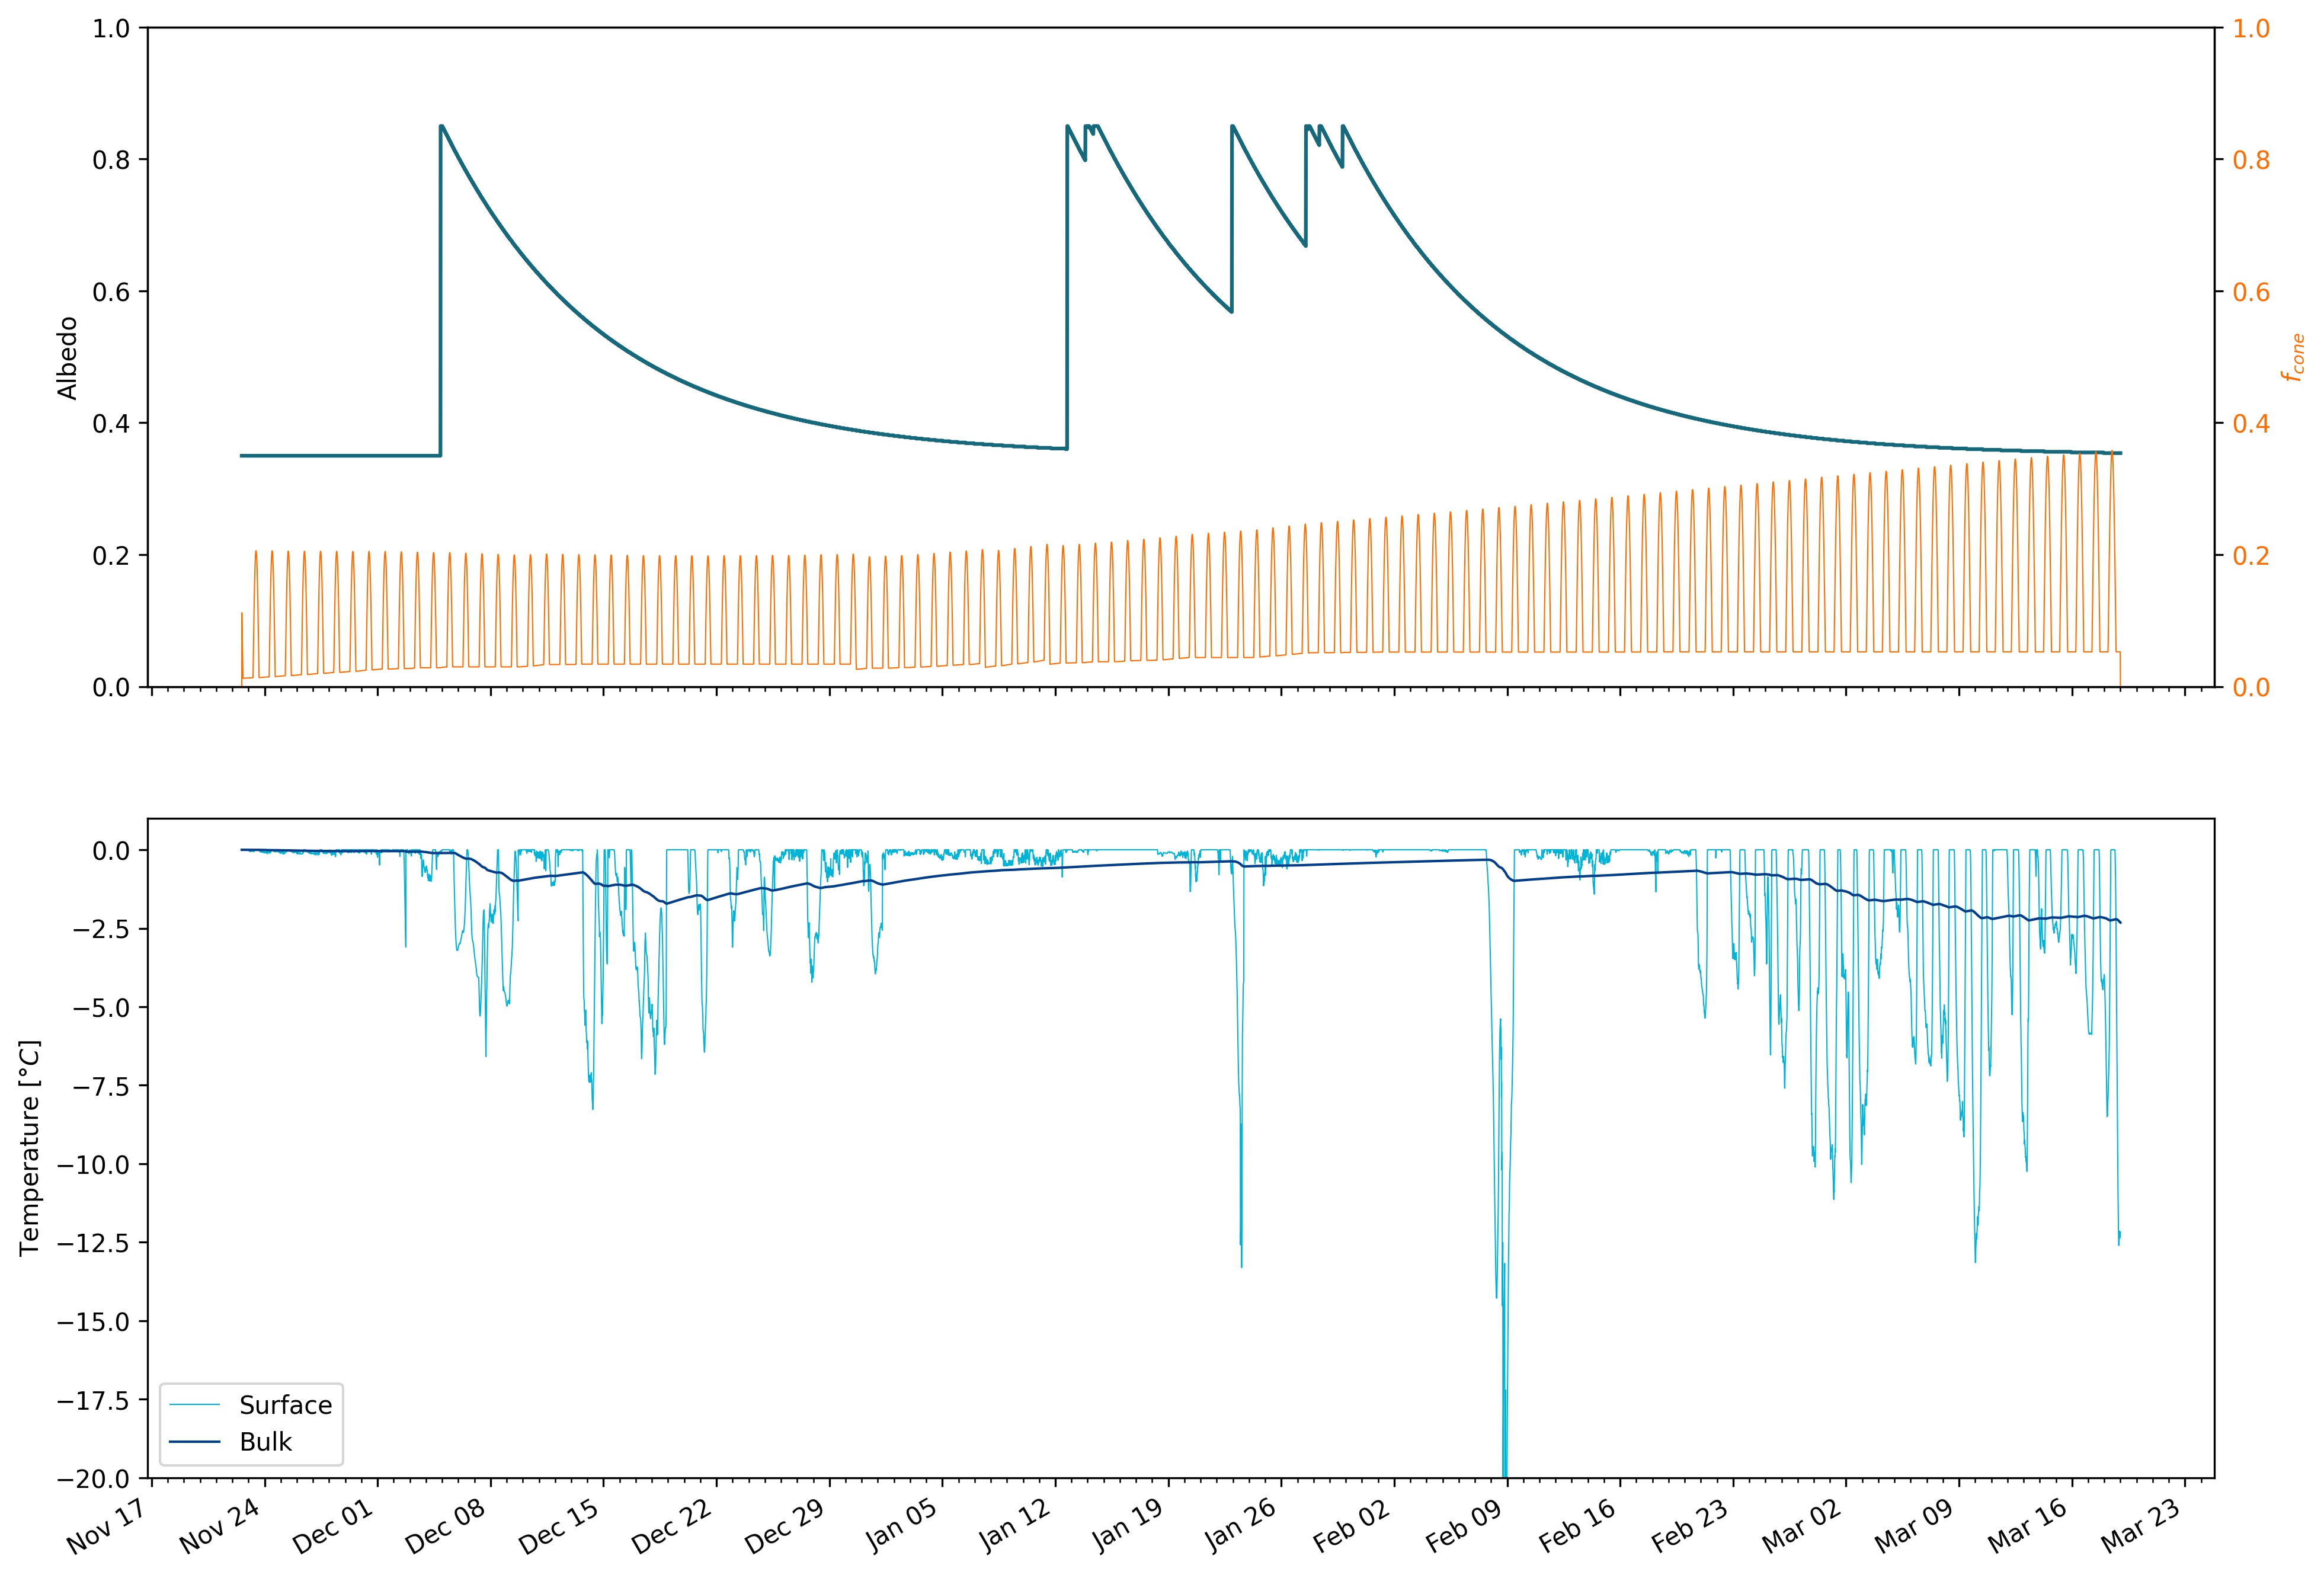 1.0
0.8
0.6
0.4
0.2
0.0
Albedo
1.0
0.8
0.6
0.4
0.2
0.0
f_cone
0.0
−2.5
−5.0
−7.5
−10.0
−12.5
−15.0
−17.5
−20.0
Temperature [°C]
Surface
Bulk
Nov 17
Nov 24
Dec 01
Dec 08
Dec 15
Dec 22
Dec 29
Jan 05
Jan 12
Jan 19
Jan 26
Feb 02
Feb 09
Feb 16
Feb 23
Mar 02
Mar 09
Mar 16
Mar 23